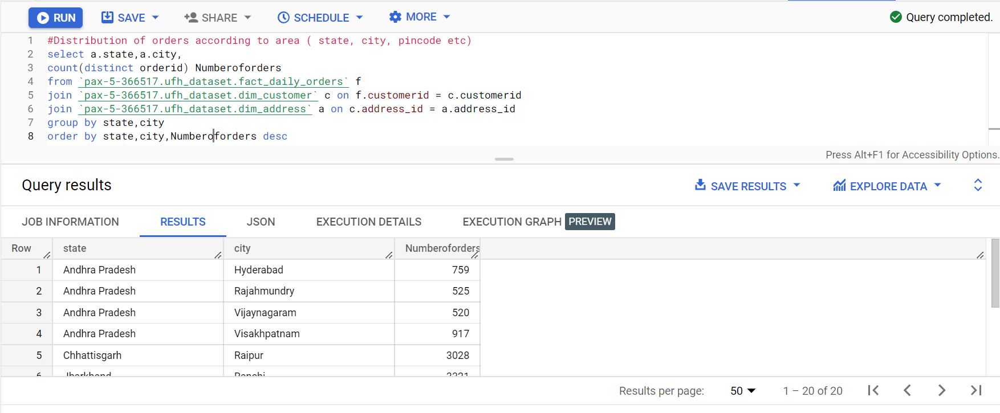 RUN SAVE SHARE SCHEDULE MORE Query completed.
1 #Distribution of orders according to area ( state, city, pincode etc)
2 select a.state,a.city,
3 count(distinct orderid) Numberoforders
4 from `pax-5-366517.ufh_dataset.fact_daily_orders` f
5 join `pax-5-366517.ufh_dataset.dim_customer` c on f.customerid = c.customerid
6 join `pax-5-366517.ufh_dataset.dim_address` a on c.address_id = a.address_id
7 group by state,city
8 order by state,city,Numberoforders desc
Press Alt+F1 for Accessibility Options.
Query results SAVE RESULTS EXPLORE DATA
JOB INFORMATION RESULTS JSON EXECUTION DETAILS EXECUTION GRAPH PREVIEW
Row state city Numberoforders
1 Andhra Pradesh Hyderabad 759
2 Andhra Pradesh Rajahmundry 525
3 Andhra Pradesh Vijaynagaram 520
4 Andhra Pradesh Visakhpatnam 917
5 Chhattisgarh Raipur 3028
Results per page: 50 1 – 20 of 20